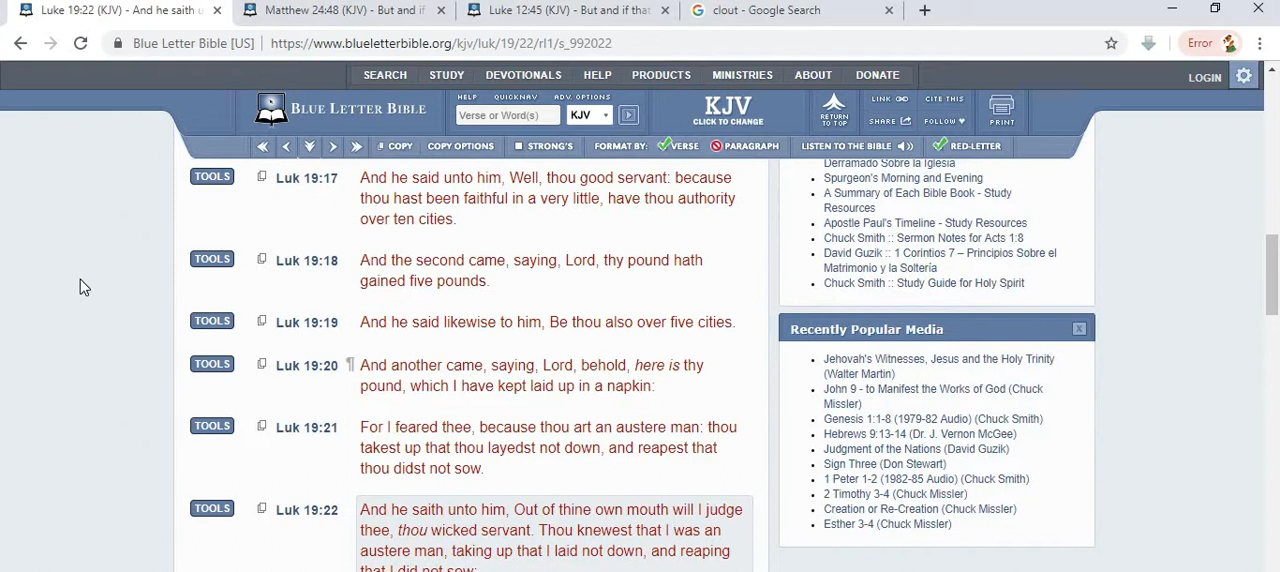 Luke 19:22 (KJV) - And he saith u
Matthew 24:48 (KJV) - But and if
Luke 12:45 (KJV) - But and if that
clout - Google Search
Blue Letter Bible [US] https://www.blueletterbible.org/kjv/luk/19/22/rl1/s_992022
Error
SEARCH STUDY DEVOTIONALS HELP PRODUCTS MINISTRIES ABOUT DONATE
LOGIN
BLUE LETTER BIBLE
HELP QUICKNAV ADV. OPTIONS
Verse or Word(s) KJV
KJV
CLICK TO CHANGE
RETURN
TO TOP
LINK CITE THIS
SHARE FOLLOW
PRINT
COPY COPY OPTIONS STRONG'S FORMAT BY: VERSE PARAGRAPH LISTEN TO THE BIBLE RED-LETTER
TOOLS Luk 19:17 And he said unto him, Well, thou good servant: because
thou hast been faithful in a very little, have thou authority
over ten cities.
TOOLS Luk 19:18 And the second came, saying, Lord, thy pound hath
gained five pounds.
TOOLS Luk 19:19 And he said likewise to him, Be thou also over five cities.
TOOLS Luk 19:20 ¶ And another came, saying, Lord, behold, here is thy
pound, which I have kept laid up in a napkin:
TOOLS Luk 19:21 For I feared thee, because thou art an austere man: thou
takest up that thou layedst not down, and reapest that
thou didst not sow.
TOOLS Luk 19:22 And he saith unto him, Out of thine own mouth will I judge
thee, thou wicked servant. Thou knewest that I was an
austere man, taking up that I laid not down, and reaping
that I did not sow:
Derramado Sobre la Iglesia
Spurgeon's Morning and Evening
A Summary of Each Bible Book - Study
Resources
Apostle Paul's Timeline - Study Resources
Chuck Smith :: Sermon Notes for Acts 1:8
David Guzik :: 1 Corintios 7 – Principios Sobre el
Matrimonio y la Soltería
Chuck Smith :: Study Guide for Holy Spirit
Recently Popular Media x
Jehovah's Witnesses, Jesus and the Holy Trinity
(Walter Martin)
John 9 - to Manifest the Works of God (Chuck
Missler)
Genesis 1:1-8 (1979-82 Audio) (Chuck Smith)
Hebrews 9:13-14 (Dr. J. Vernon McGee)
Judgment of the Nations (David Guzik)
Sign Three (Don Stewart)
1 Peter 1-2 (1982-85 Audio) (Chuck Smith)
2 Timothy 3-4 (Chuck Missler)
Creation or Re-Creation (Chuck Missler)
Esther 3-4 (Chuck Missler)